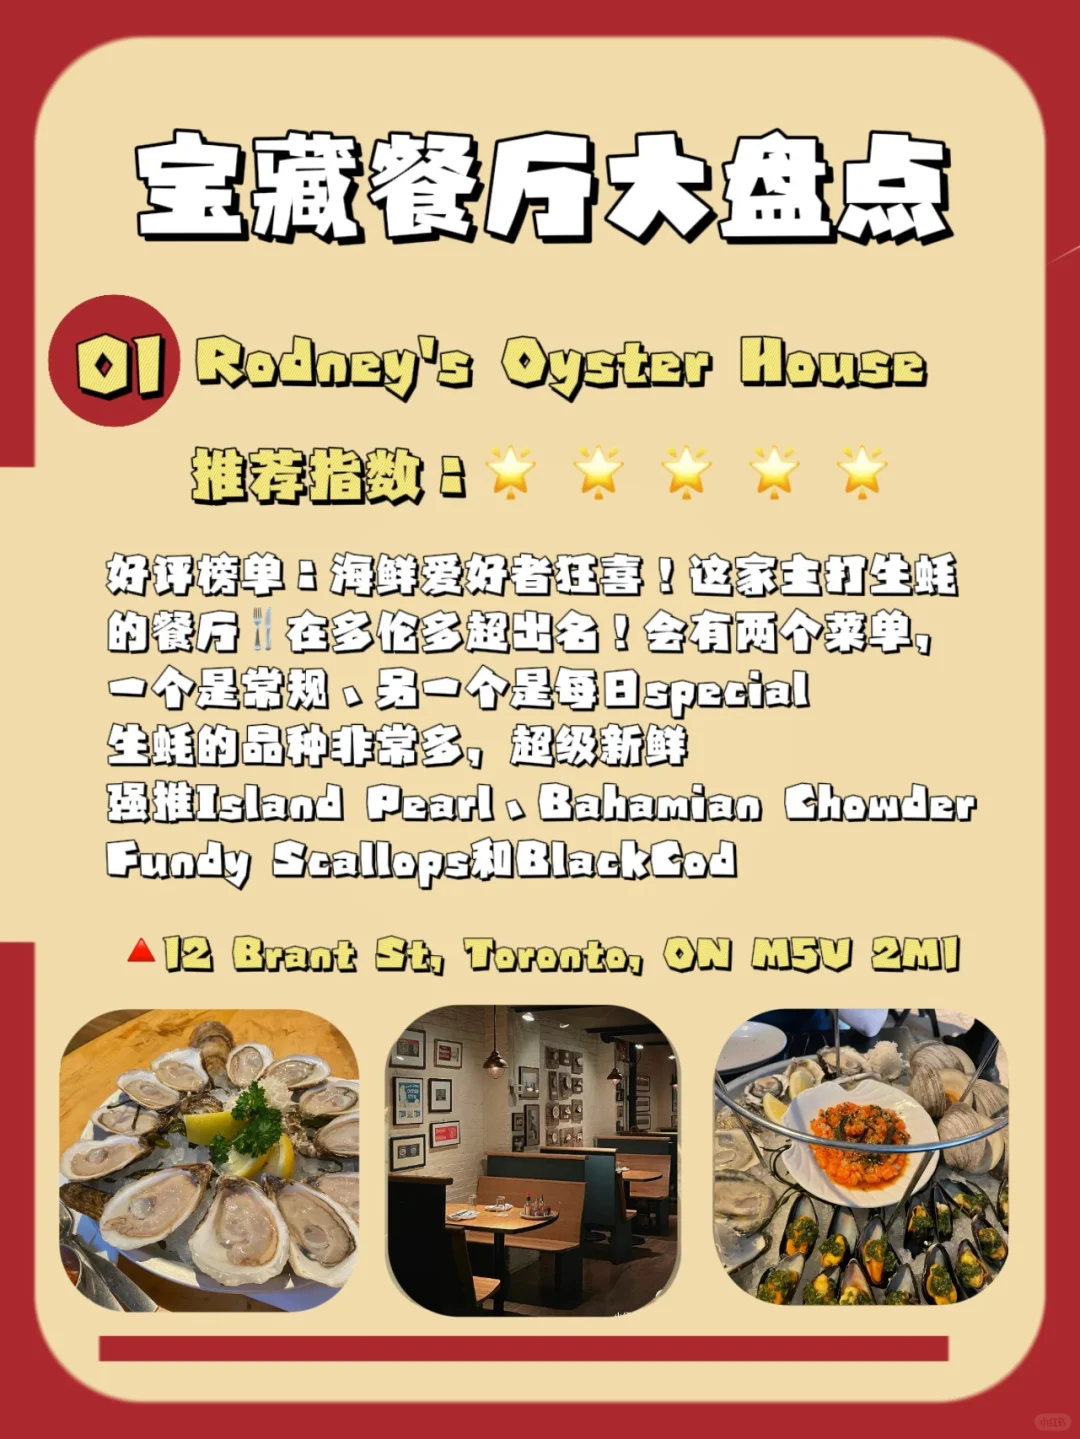 宝藏餐厅大盘点
01 Rodney's Oyster House
推荐指数：🌟 🌟 🌟 🌟 🌟
好评榜单：海鲜爱好者狂喜！这家主打生蚝
的餐厅🍴在多伦多超出名！会有两个菜单，
一个是常规、另一个是每日special
生蚝的品种非常多，超级新鲜
强推Island Pearl、Bahamian Chowder
Fundy Scallops和BlackCod
🔺12 Brant St, Toronto, ON M5V 2M1
小红书